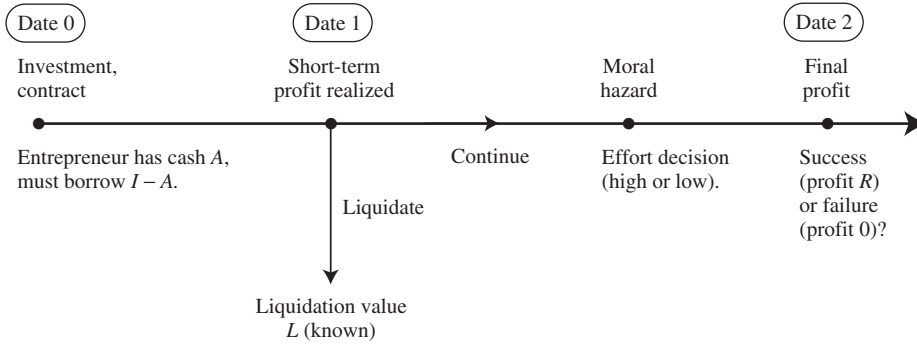 Date 0
Date 1
Date 2
Investment,
contract
Short-term
profit realized
Moral
hazard
Final
profit
Entrepreneur has cash A,
must borrow I – A.
Continue
Effort decision
(high or low).
Success
(profit R)
or failure
(profit 0)?
Liquidate
Liquidation value
L (known)